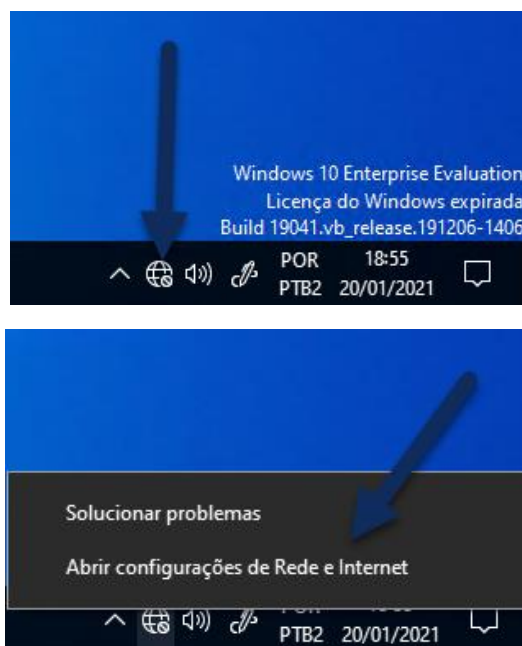 Windows 10 Enterprise Evaluation
Licença do Windows expirada
Build 19041.vb_release.191206-1406
POR 18:55
PTB2 20/01/2021
Solucionar problemas
Abrir configurações de Rede e Internet
PTB2 20/01/2021